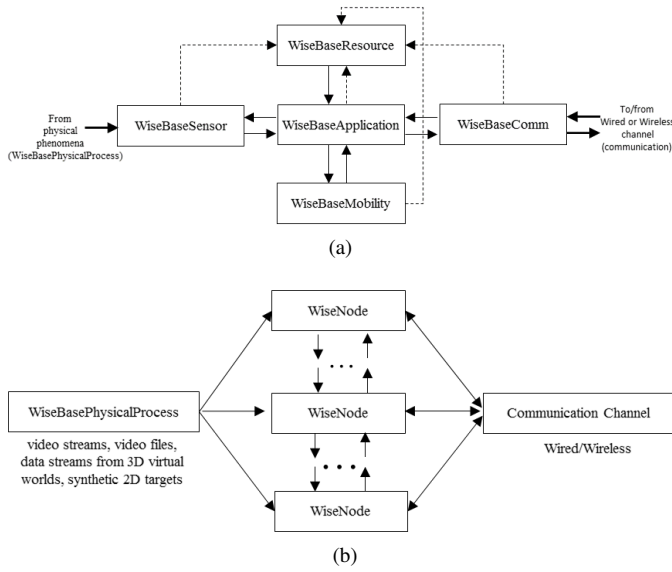 WiseBaseResource
From
physical
phenomena
(WiseBasePhysicalProcess)
WiseBaseSensor
WiseBaseApplication
WiseBaseComm
To/from
Wired or Wireless
channel
(communication)
WiseBaseMobility
(a)
WiseNode
. . .
WiseBasePhysicalProcess
video streams, video files,
data streams from 3D virtual
worlds, synthetic 2D targets
WiseNode
Communication Channel
Wired/Wireless
. . . .
WiseNode
(b)